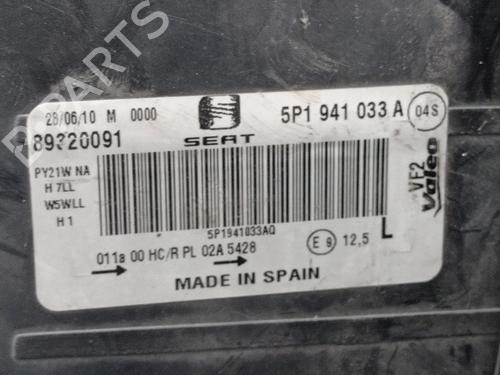 28/06/10 M 0000
5P1 941 033 A
04S
89320091
SEAT
PY21W NA
H 7LL
W5WLL
H 1
VF2
Valeo
5P1941033AQ
L
011a 00 HC/R PL 02A 5428
E 9
12,5
MADE IN SPAIN
B PARTS